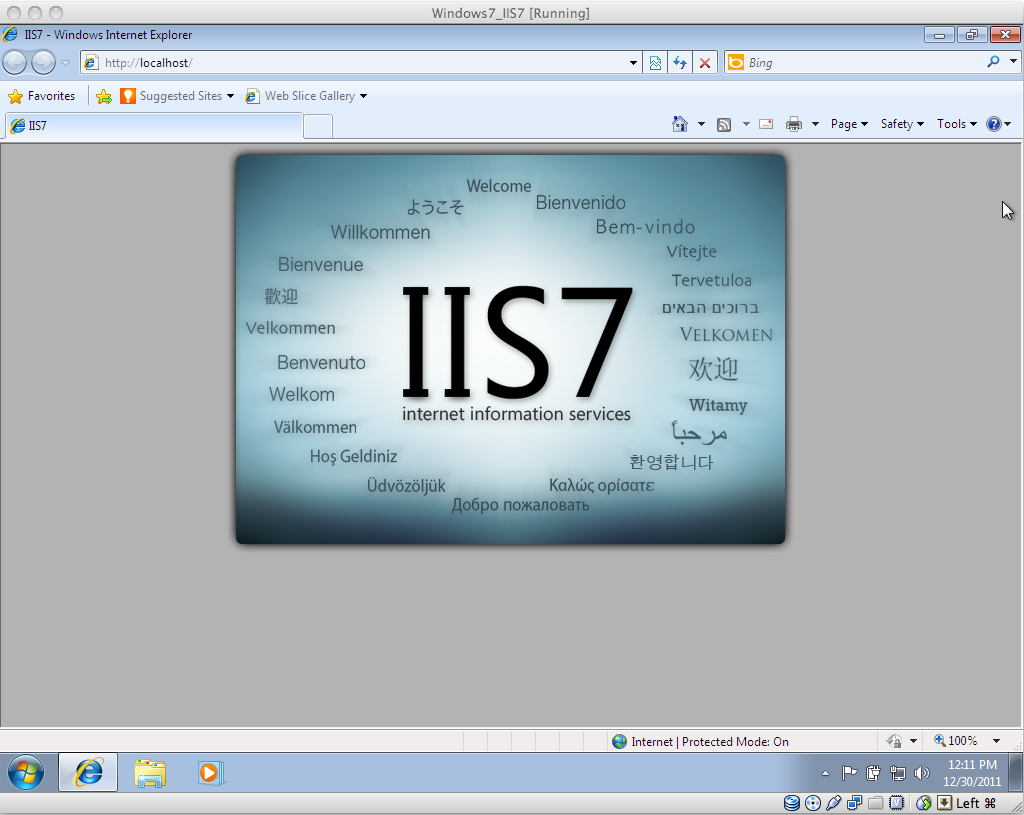 Windows7_IIS7 [Running]
IIS7 - Windows Internet Explorer
http://localhost/
Bing
Favorites
Suggested Sites
Web Slice Gallery
IIS7
Page
Safety
Tools
Welcome
ようこそ
Bienvenido
Willkommen
Bem-vindo
Vítejte
Bienvenue
Tervetuloa
歡迎
ברוכים הבאים
Velkommen
VELKOMEN
Benvenuto
欢迎
Welkom
Witamy
Välkommen
مرحباً
Hoş Geldiniz
환영합니다
Üdvözöljük
Καλώς ορίσατε
Добро пожаловать
IIS7
internet information services
Internet | Protected Mode: On
100%
12:11 PM
12/30/2011
Left ⌘